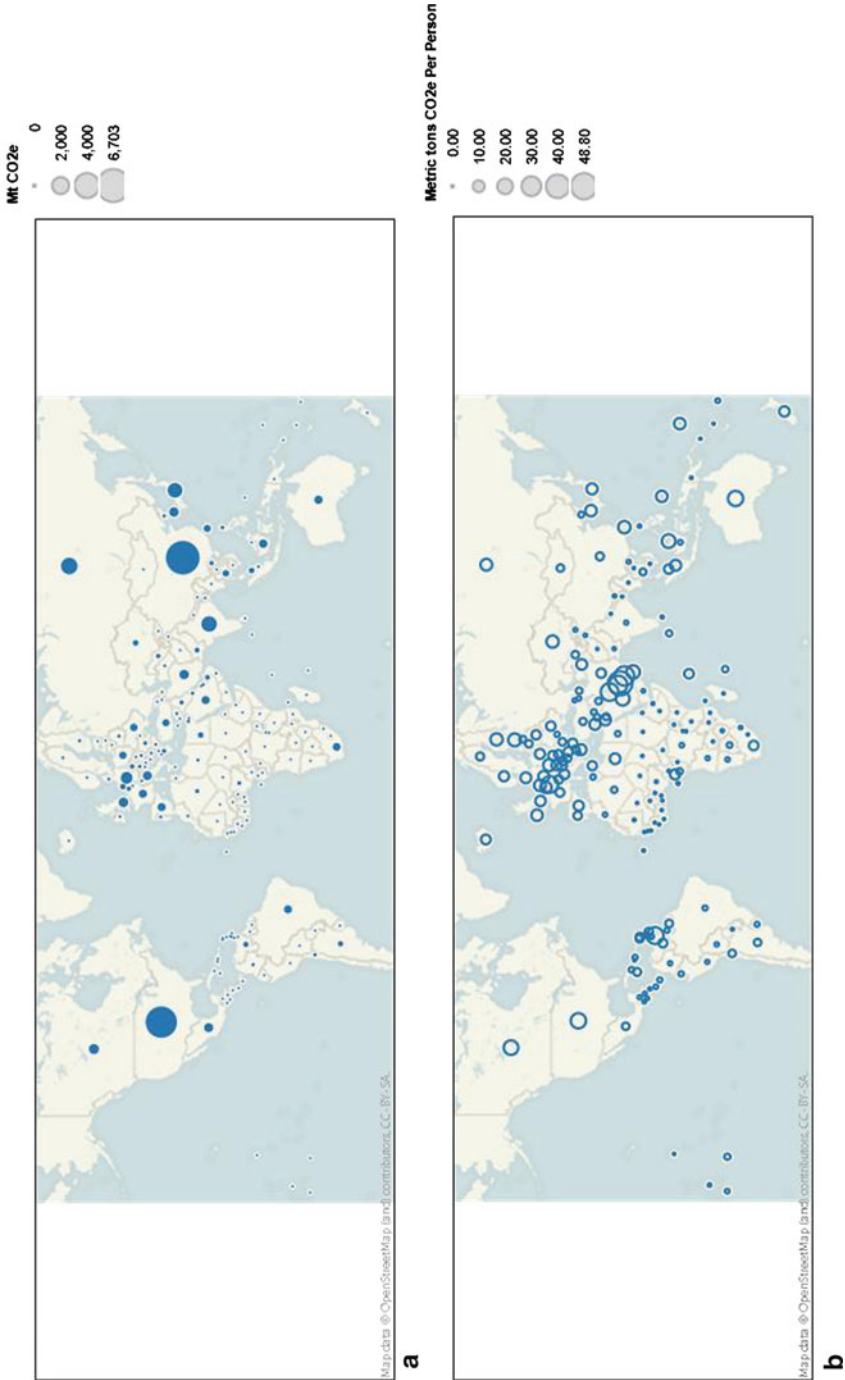 Mt CO2e
0
2,000
4,000
6,703
Map data © OpenStreetMap (and) contributors, CC-BY-SA.
a
Metric tons CO2e Per Person
0.00
10.00
20.00
30.00
40.00
48.80
Map data © OpenStreetMap (and) contributors, CC-BY-SA.
b